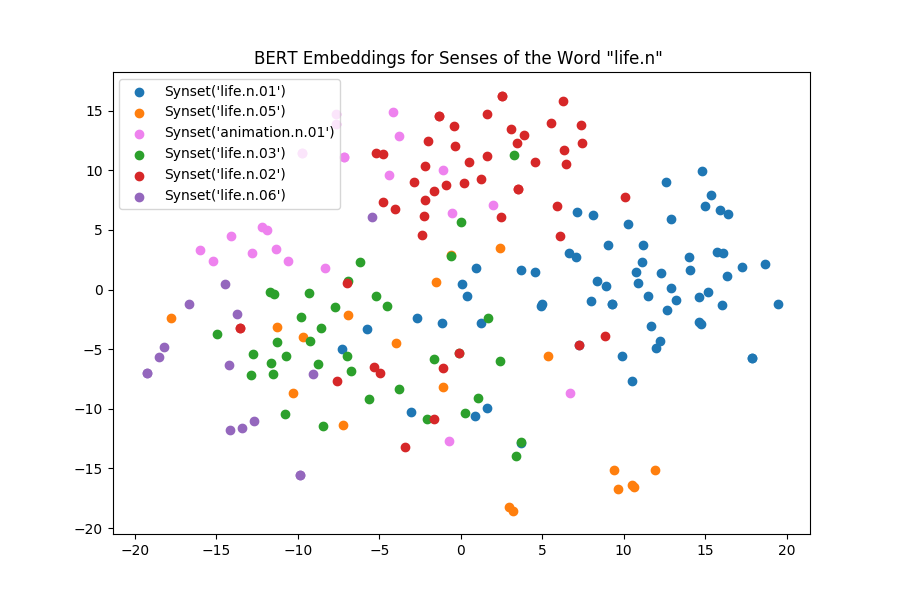 BERT Embeddings for Senses of the Word "life.n"
Synset('life.n.01')
Synset('life.n.05')
Synset('animation.n.01')
Synset('life.n.03')
Synset('life.n.02')
Synset('life.n.06')
15
10
5
0
−5
−10
−15
−20
−20 −15 −10 −5 0 5 10 15 20